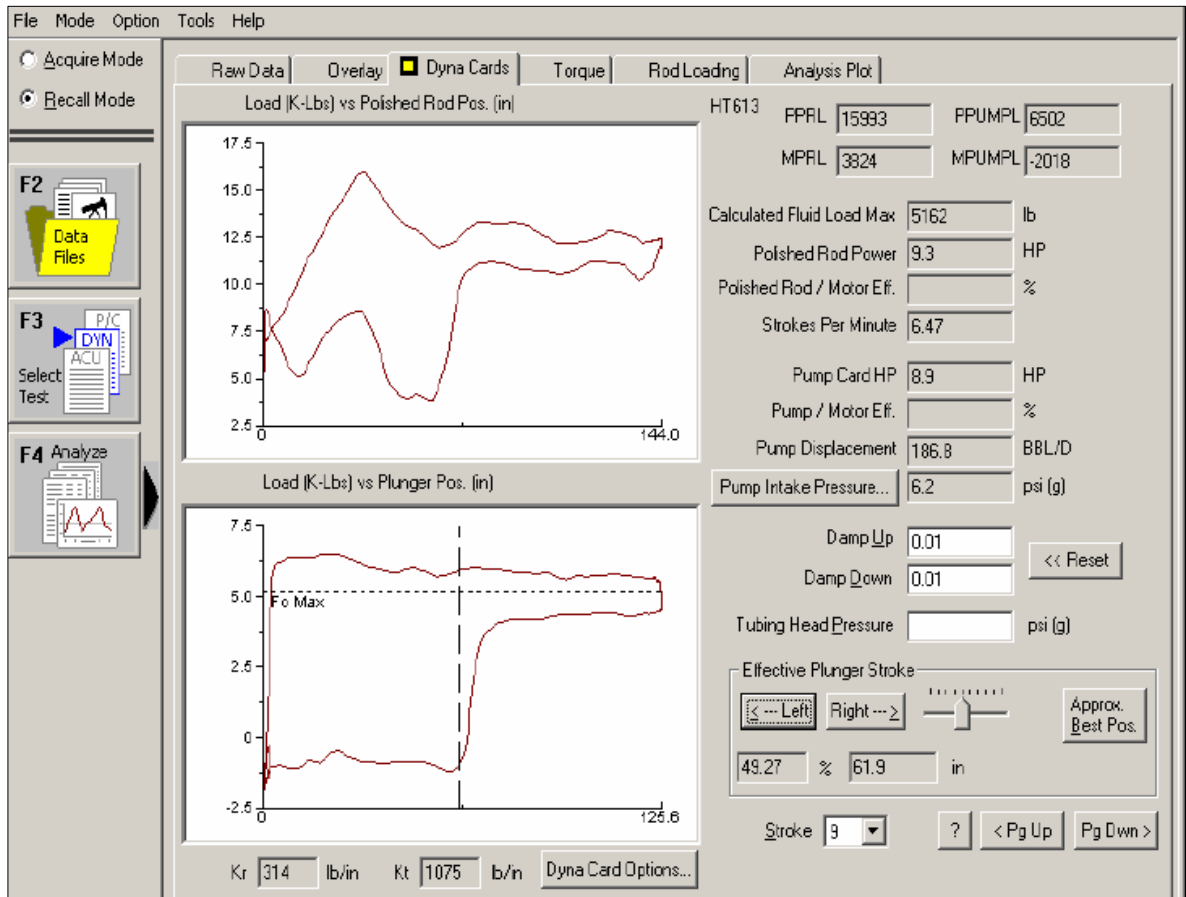 File Mode Option Tools Help
Acquire Mode
Recall Mode
F2
Data
Files
F3
P/C
DYN
ACU
Select
Test
F4 Analyze
Raw Data Overlay Dyna Cards Torque Rod Loading Analysis Plot
Load (K-Lbs) vs Polished Rod Pos. (in)
17.5
15.0
12.5
10.0
7.5
5.0
2.5
0 144.0
Load (K-Lbs) vs Plunger Pos. (in)
7.5
5.0
Fo Max
2.5
0
-2.5
0 125.6
Kr 314 lb/in Kt 1075 lb/in Dyna Card Options...
HT613 PPRL 15993 PPUMPL 6502
MPRL 3824 MPUMPL -2018
Calculated Fluid Load Max 5162 lb
Polished Rod Power 9.3 HP
Polished Rod / Motor Eff. %
Strokes Per Minute 6.47
Pump Card HP 8.9 HP
Pump / Motor Eff. %
Pump Displacement 186.8 BBL/D
Pump Intake Pressure... 6.2 psi (g)
Damp Up 0.01
Damp Down 0.01
<< Reset
Tubing Head Pressure psi (g)
Effective Plunger Stroke
< --- Left Right --- >
Approx.
Best Pos.
49.27 % 61.9 in
Stroke 9 ? < Pg Up Pg Dwn >